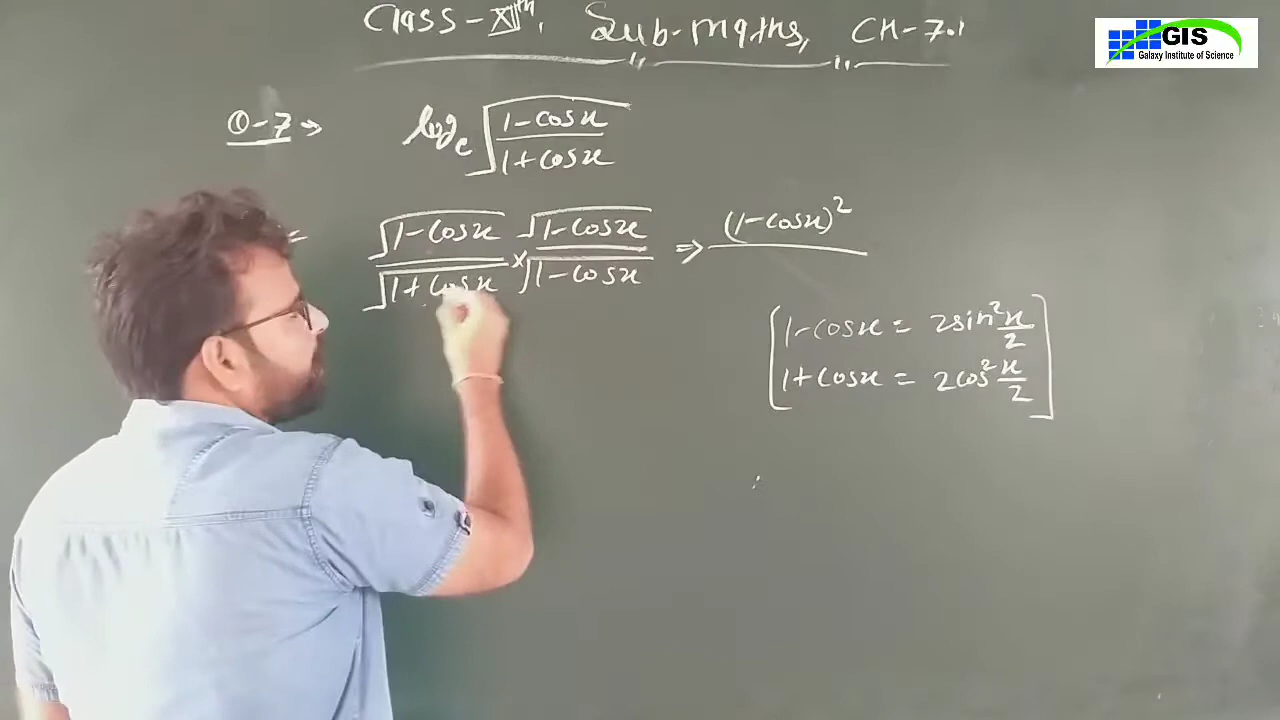 Class-XIIth, Sub-Maths, CH-7.1
GIS
Galaxy Institute of Science
Q-7 → logₑ √((1-cosx)/(1+cosx))
= √(1-cosx)/√(1+cosx) × √(1-cosx)/√(1-cosx) ⇒ (1-cosx)²
[1-cosx = 2sin² x/2
1+cosx = 2cos² x/2]